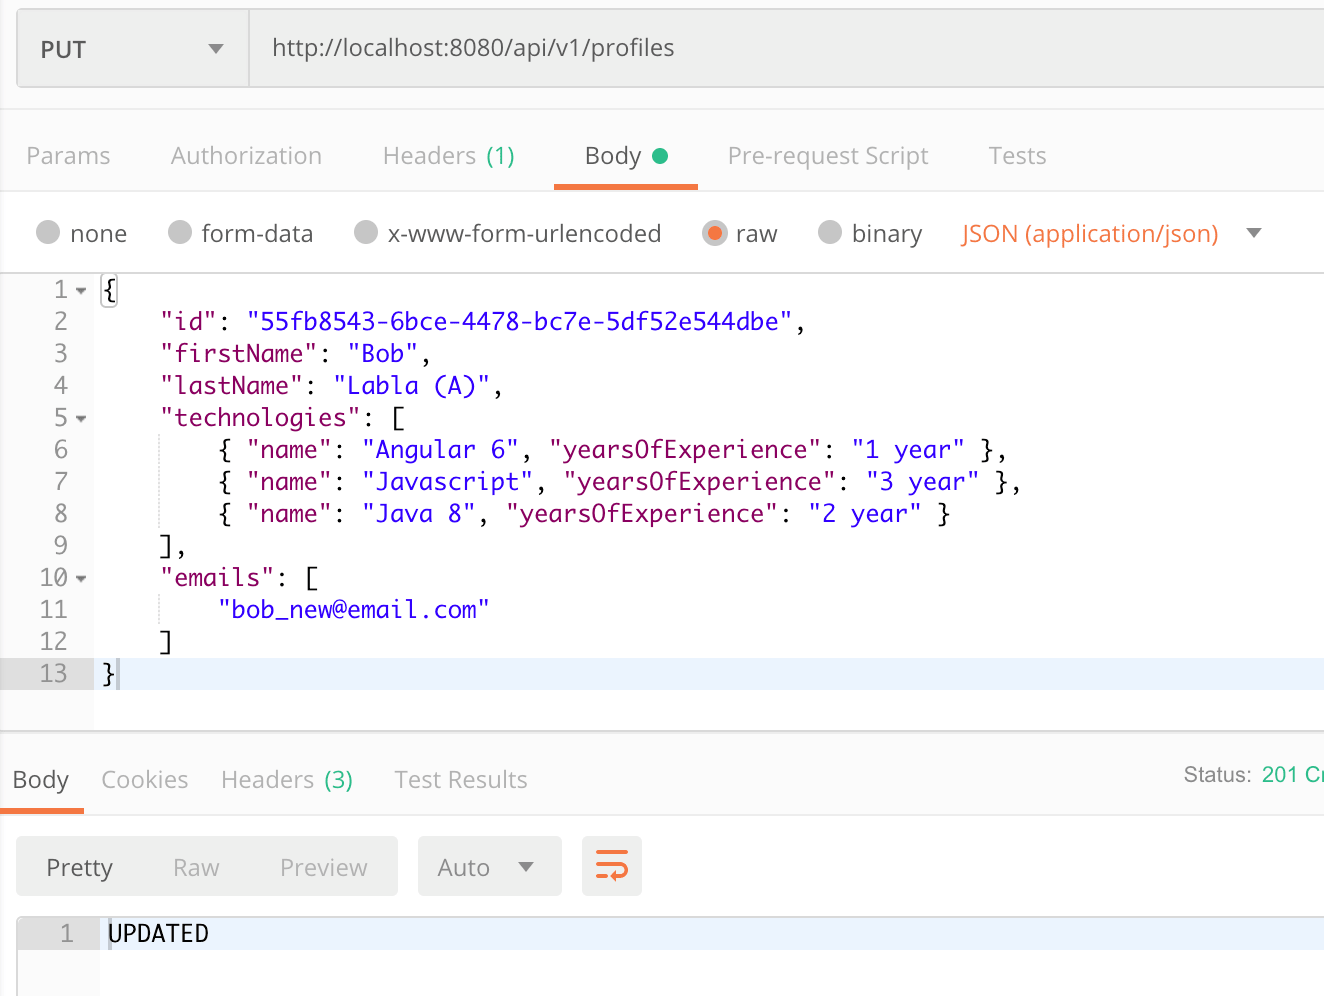 PUT http://localhost:8080/api/v1/profiles
Params Authorization Headers (1) Body Pre-request Script Tests
none form-data x-www-form-urlencoded raw binary JSON (application/json)
1 {
2 "id": "55fb8543-6bce-4478-bc7e-5df52e544dbe",
3 "firstName": "Bob",
4 "lastName": "Labla (A)",
5 "technologies": [
6 { "name": "Angular 6", "yearsOfExperience": "1 year" },
7 { "name": "Javascript", "yearsOfExperience": "3 year" },
8 { "name": "Java 8", "yearsOfExperience": "2 year" }
9 ],
10 "emails": [
11 "bob_new@email.com"
12 ]
13 }
Body Cookies Headers (3) Test Results Status: 201 Cr
Pretty Raw Preview Auto
1 UPDATED